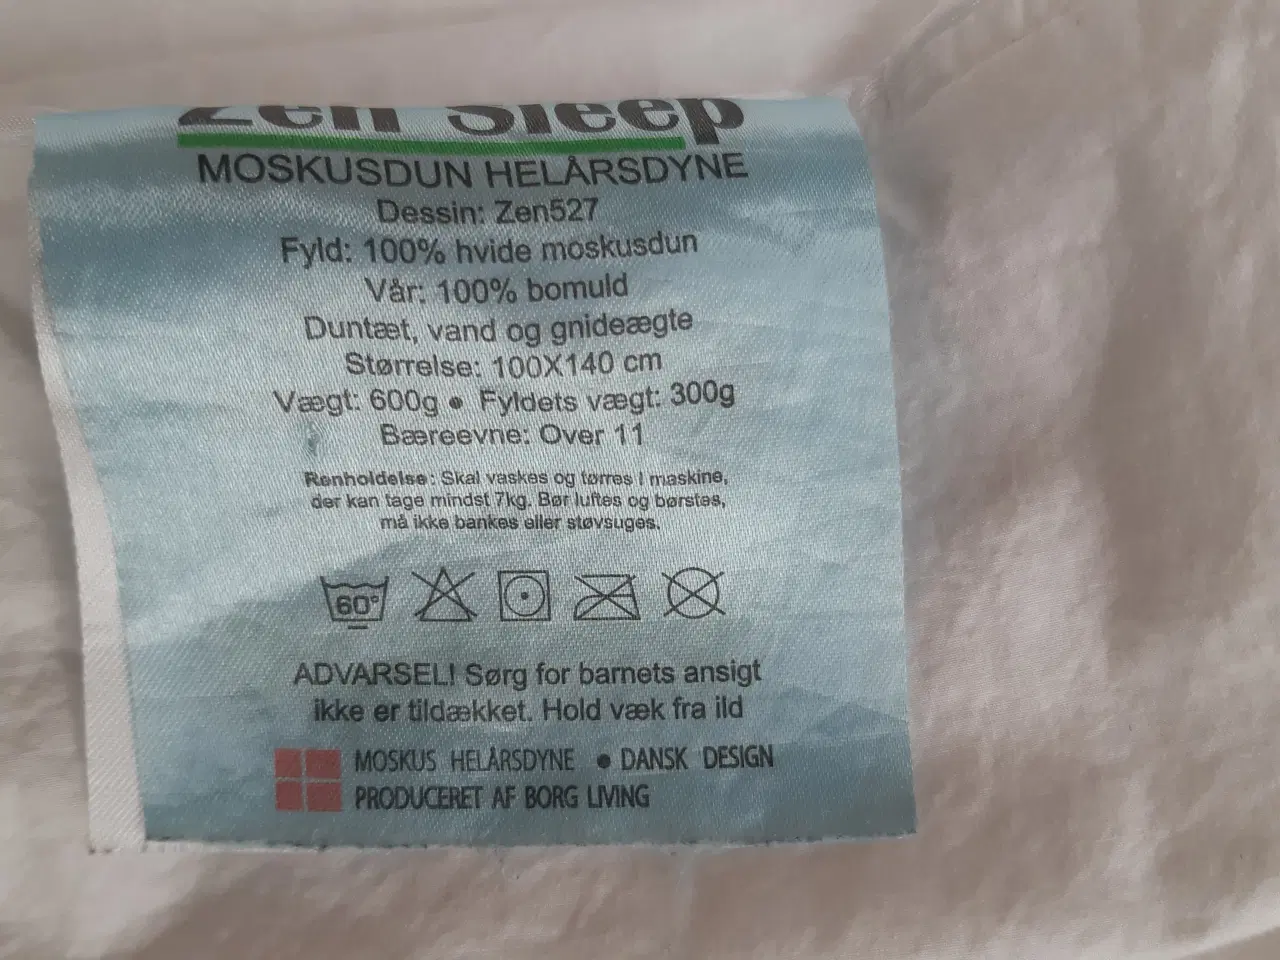 Zen Sleep
MOSKUSDUN HELÅRSDYNE
Dessin: Zen527
Fyld: 100% hvide moskusdun
Vår: 100% bomuld
Duntæt, vand og gnideægte
Størrelse: 100X140 cm
Vægt: 600g ● Fyldets vægt: 300g
Bæreevne: Over 11
Renholdelse: Skal vaskes og tørres I maskine,
der kan tage mindst 7kg. Bør luftes og børstes,
må ikke bankes eller støvsuges.
60°
ADVARSEL! Sørg for barnets ansigt
ikke er tildækket. Hold væk fra ild
MOSKUS HELÅRSDYNE ● DANSK DESIGN
PRODUCERET AF BORG LIVING